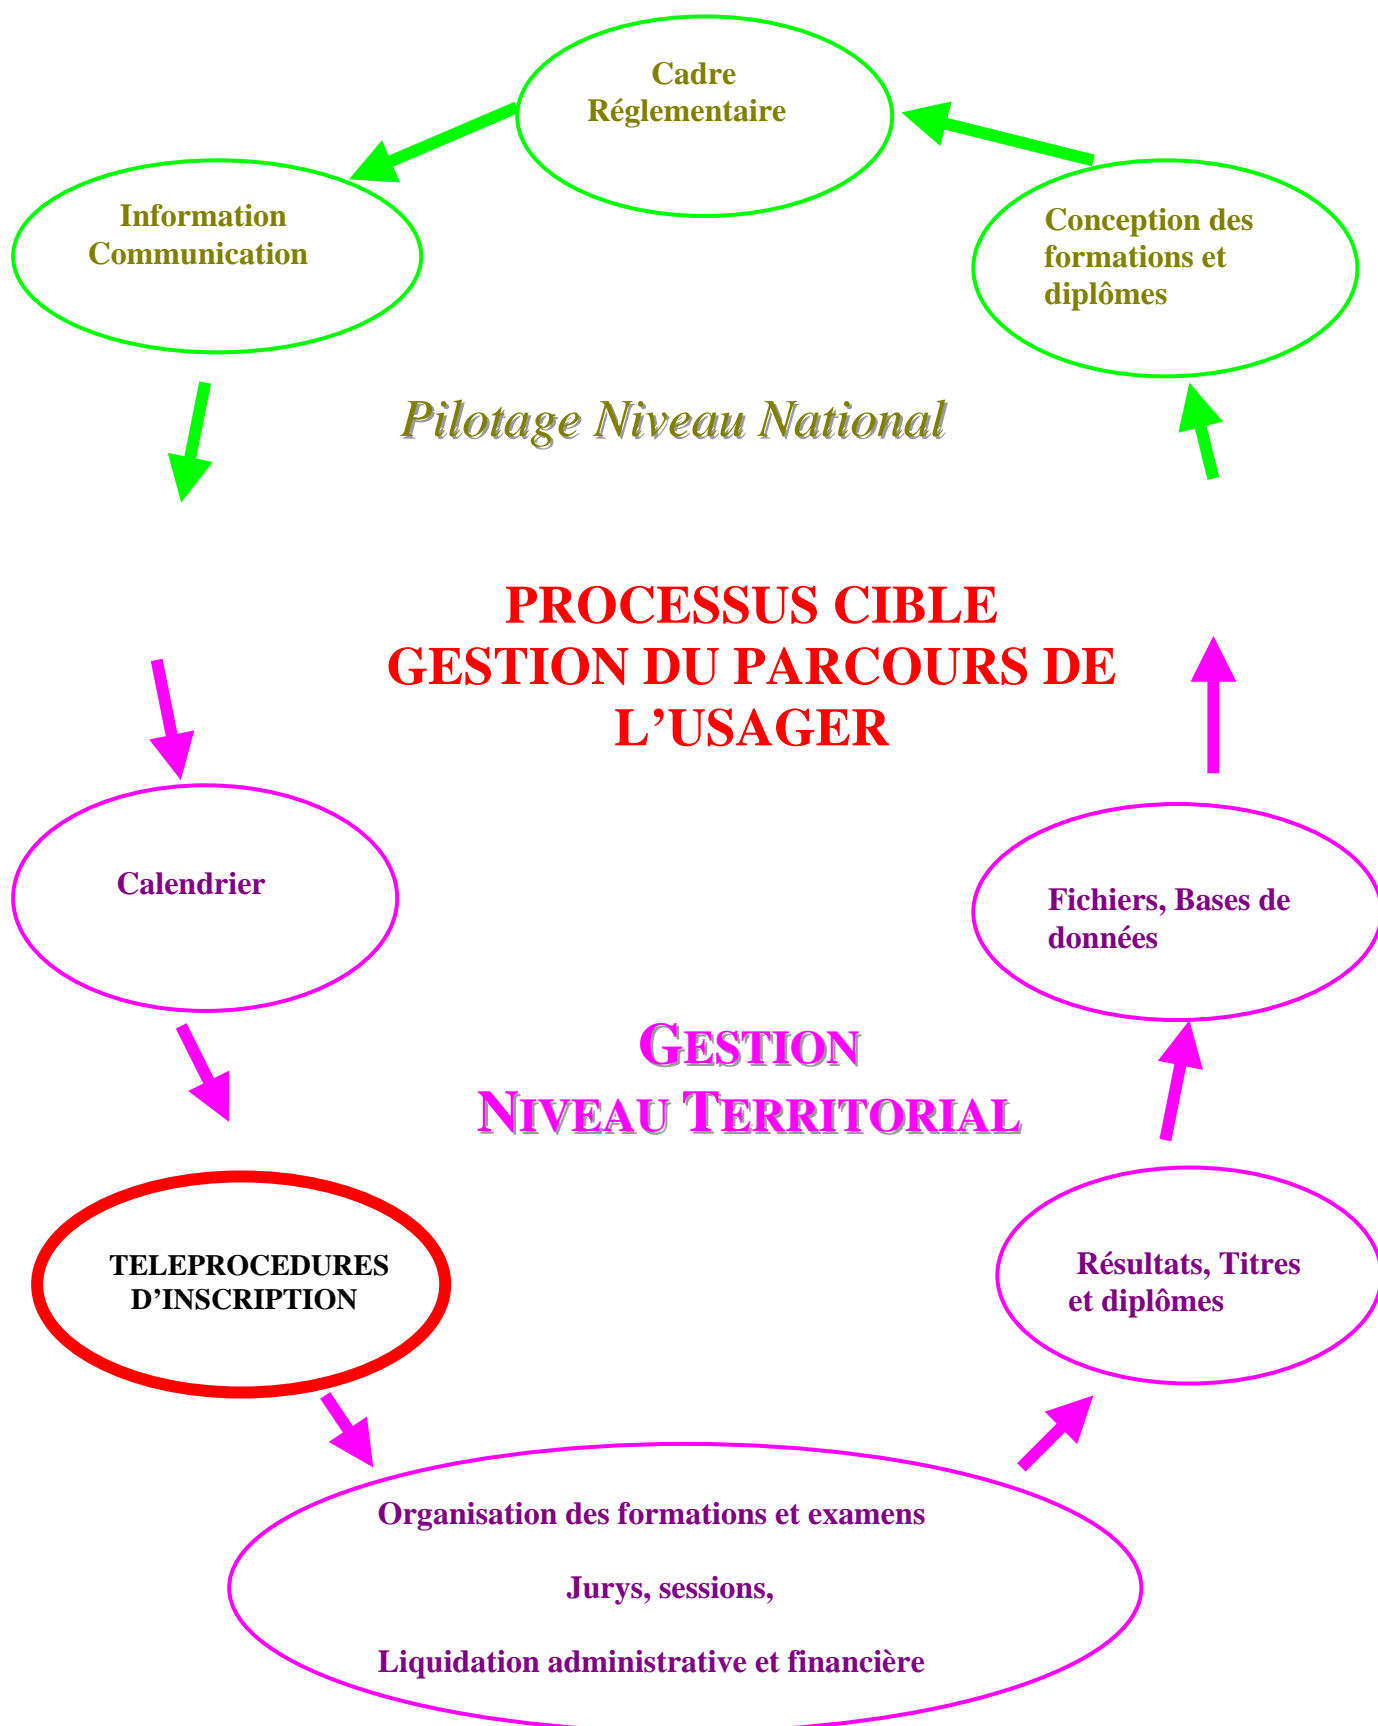 Cadre
Réglementaire
Information
Communication
Conception des
formations et
diplômes
Pilotage Niveau National
PROCESSUS CIBLE
GESTION DU PARCOURS DE
L’USAGER
Calendrier
Fichiers, Bases de
données
GESTION
NIVEAU TERRITORIAL
TELEPROCEDURES
D’INSCRIPTION
Résultats, Titres
et diplômes
Organisation des formations et examens
Jurys, sessions,
Liquidation administrative et financière